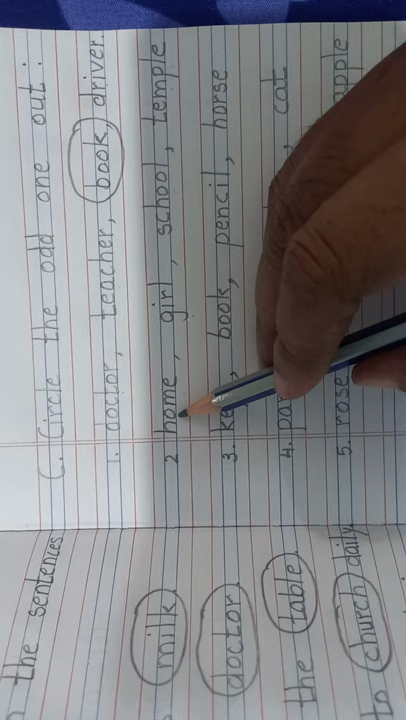 the sentences
milk.
doctor.
the table.
to church daily
C. Circle the odd one out:
1. doctor, teacher, book, driver.
2 home, girl, school, temple
3. book, pencil, horse
4. cat
5. rose apple